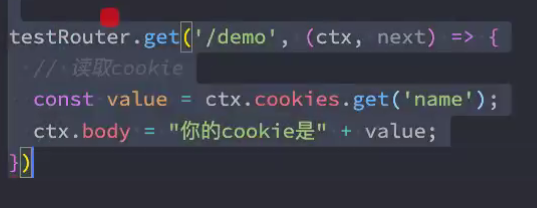 testRouter.get('/demo', (ctx, next) => {
// 读取cookie
const value = ctx.cookies.get('name');
ctx.body = "你的cookie是" + value;
})